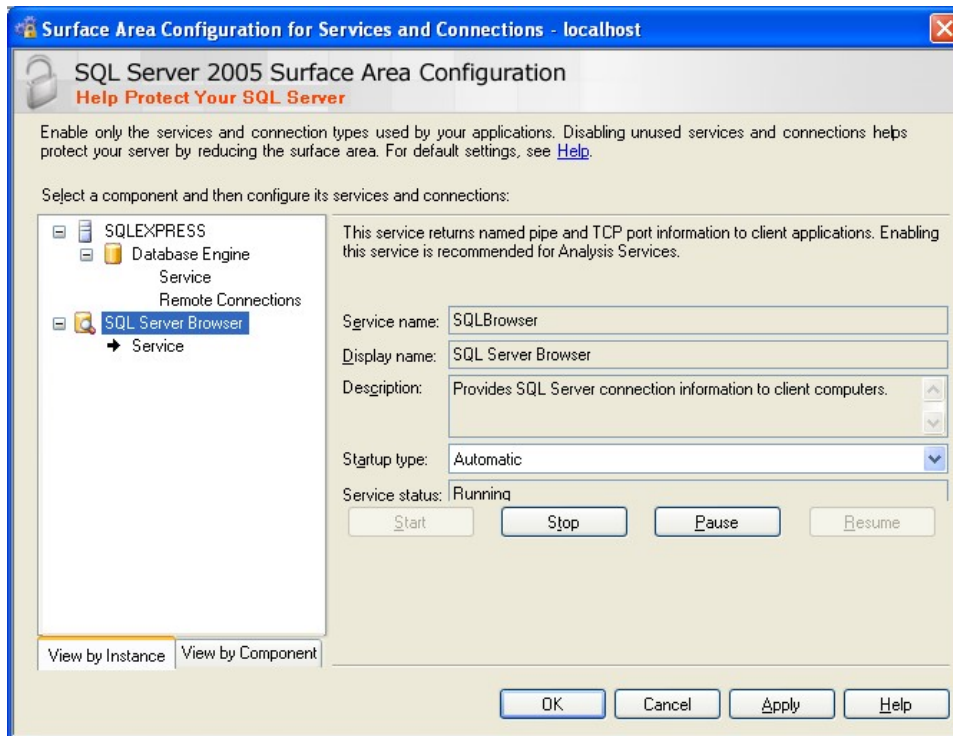 Surface Area Configuration for Services and Connections - localhost
SQL Server 2005 Surface Area Configuration
Help Protect Your SQL Server
Enable only the services and connection types used by your applications. Disabling unused services and connections helps
protect your server by reducing the surface area. For default settings, see Help.
Select a component and then configure its services and connections:
SQLEXPRESS
Database Engine
Service
Remote Connections
SQL Server Browser
Service
This service returns named pipe and TCP port information to client applications. Enabling
this service is recommended for Analysis Services.
Service name: SQLBrowser
Display name: SQL Server Browser
Description: Provides SQL Server connection information to client computers.
Startup type: Automatic
Service status: Running
Start Stop Pause Resume
View by Instance View by Component
OK Cancel Apply Help